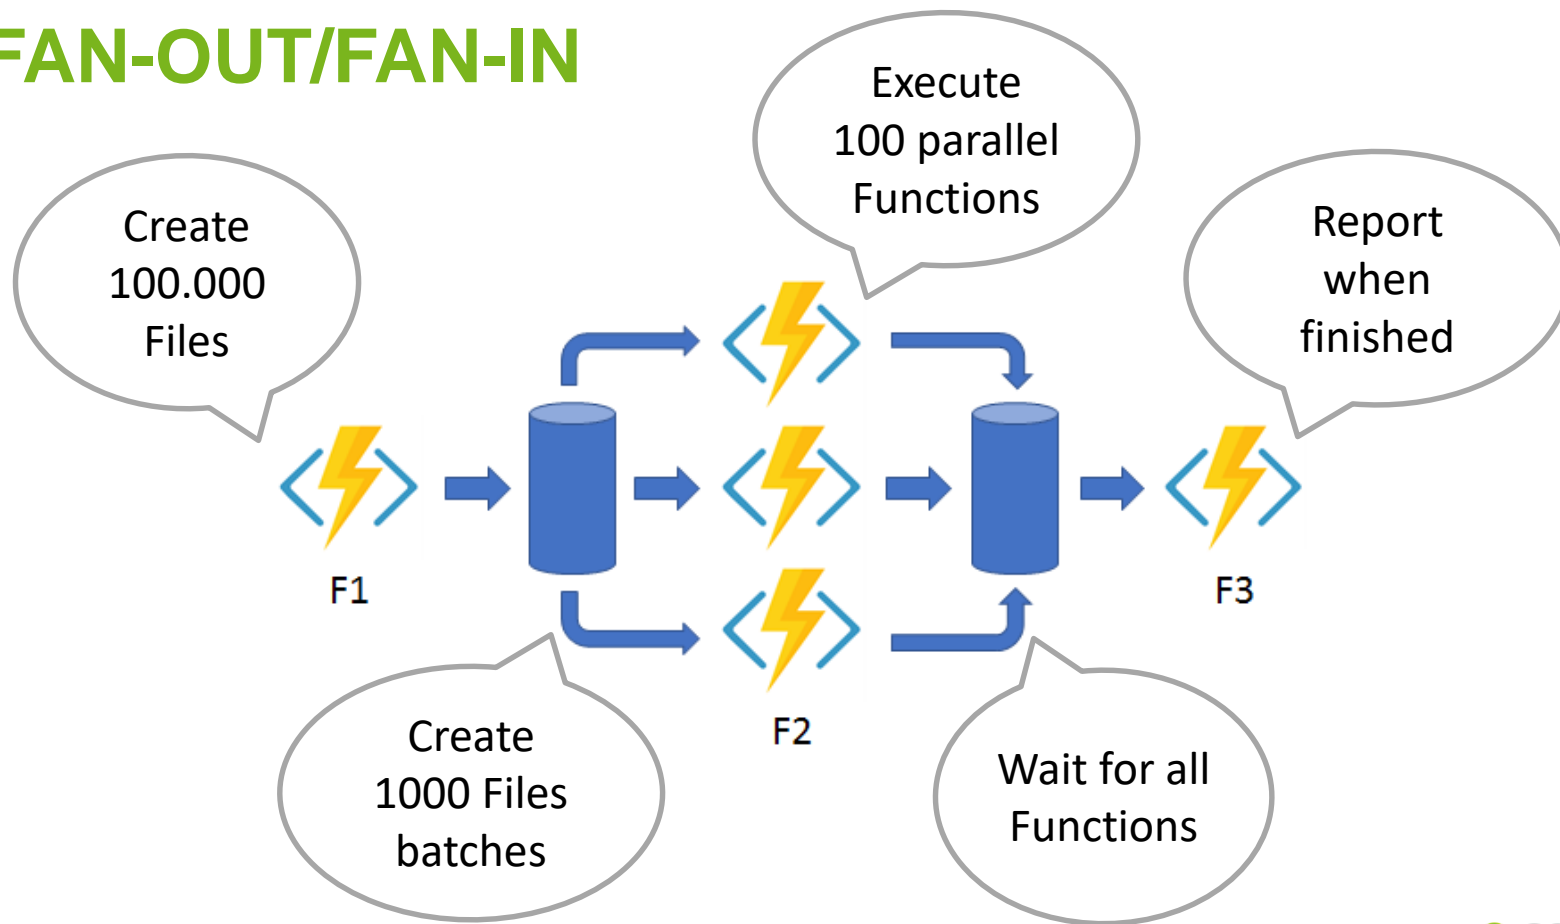 FAN-OUT/FAN-IN
Execute
100 parallel
Functions
Create
100.000
Files
Report
when
finished
F1
F3
F2
Create
1000 Files
batches
Wait for all
Functions